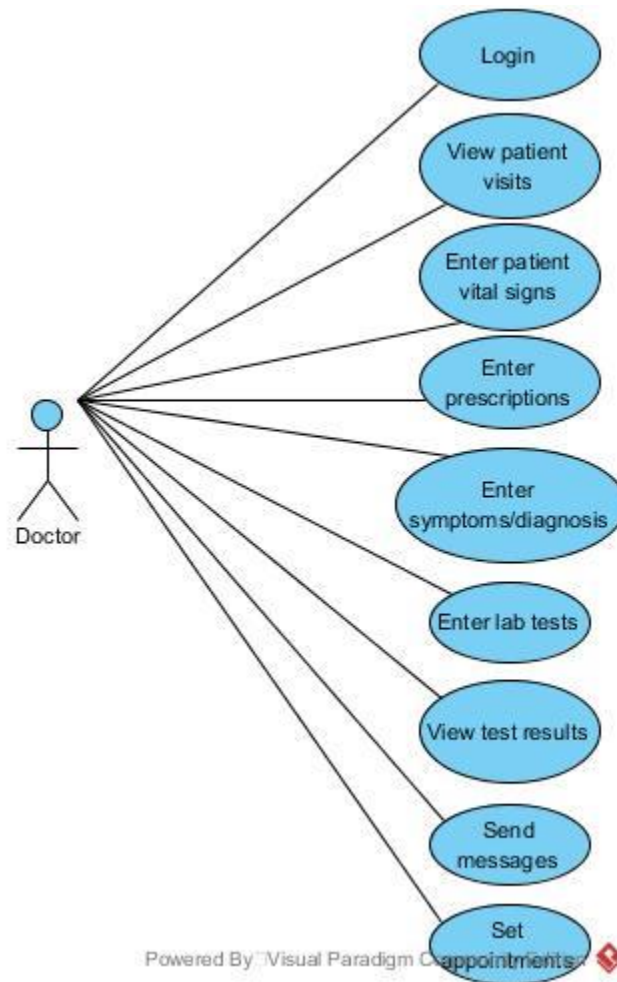 Login
View patient
visits
Enter patient
vital signs
Enter
prescriptions
Enter
symptoms/diagnosis
Doctor
Enter lab tests
View test results
Send
messages
Set
appointments
Powered By Visual Paradigm